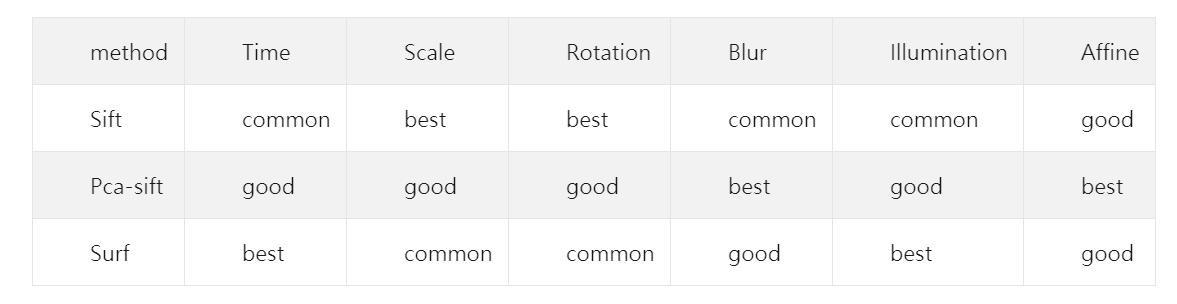 method Time Scale Rotation Blur Illumination Affine
Sift common best best common common good
Pca-sift good good good best good best
Surf best common common good best good